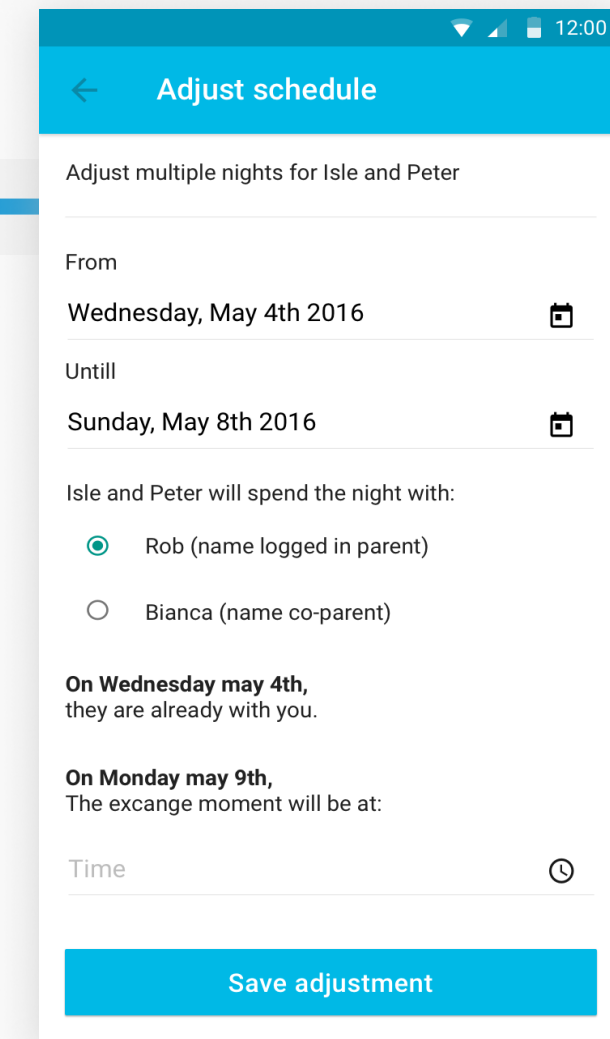 12:00
Adjust schedule
Adjust multiple nights for Isle and Peter
From
Wednesday, May 4th 2016
Untill
Sunday, May 8th 2016
Isle and Peter will spend the night with:
Rob (name logged in parent)
Bianca (name co-parent)
On Wednesday may 4th,
they are already with you.
On Monday may 9th,
The excange moment will be at:
Time
Save adjustment